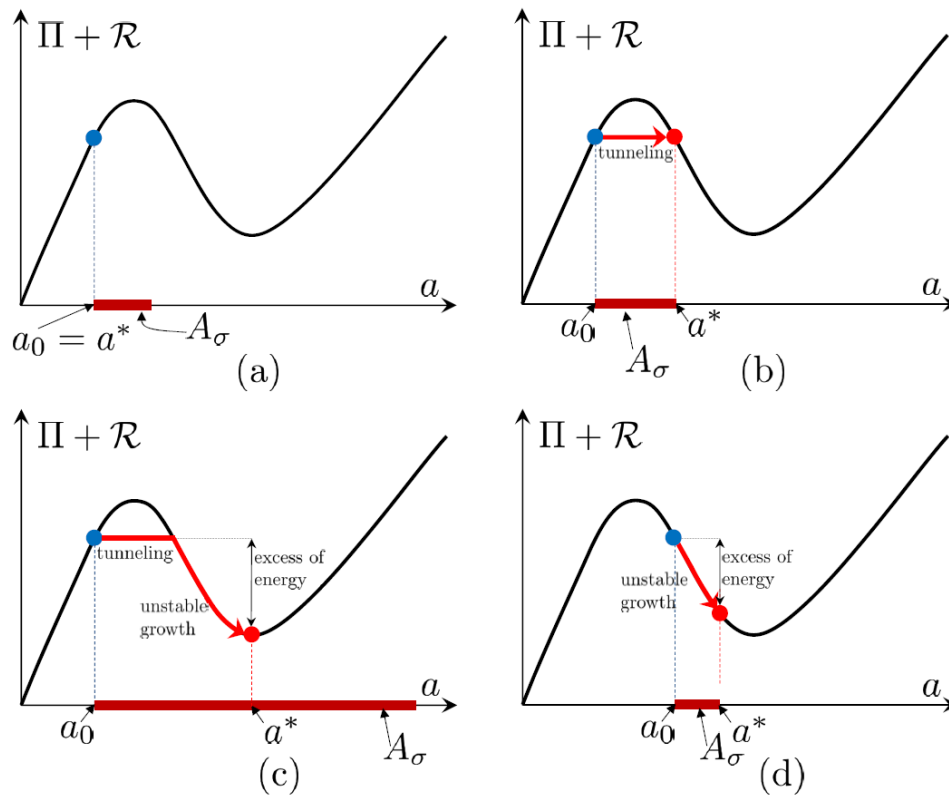 Π + R
a
a₀ = a*
A_σ
(a)
Π + R
tunneling
a
a₀
a*
A_σ
(b)
Π + R
tunneling
excess of
energy
unstable
growth
a
a₀
a*
A_σ
(c)
Π + R
excess of
unstable
energy
growth
a
a₀
a*
A_σ
(d)